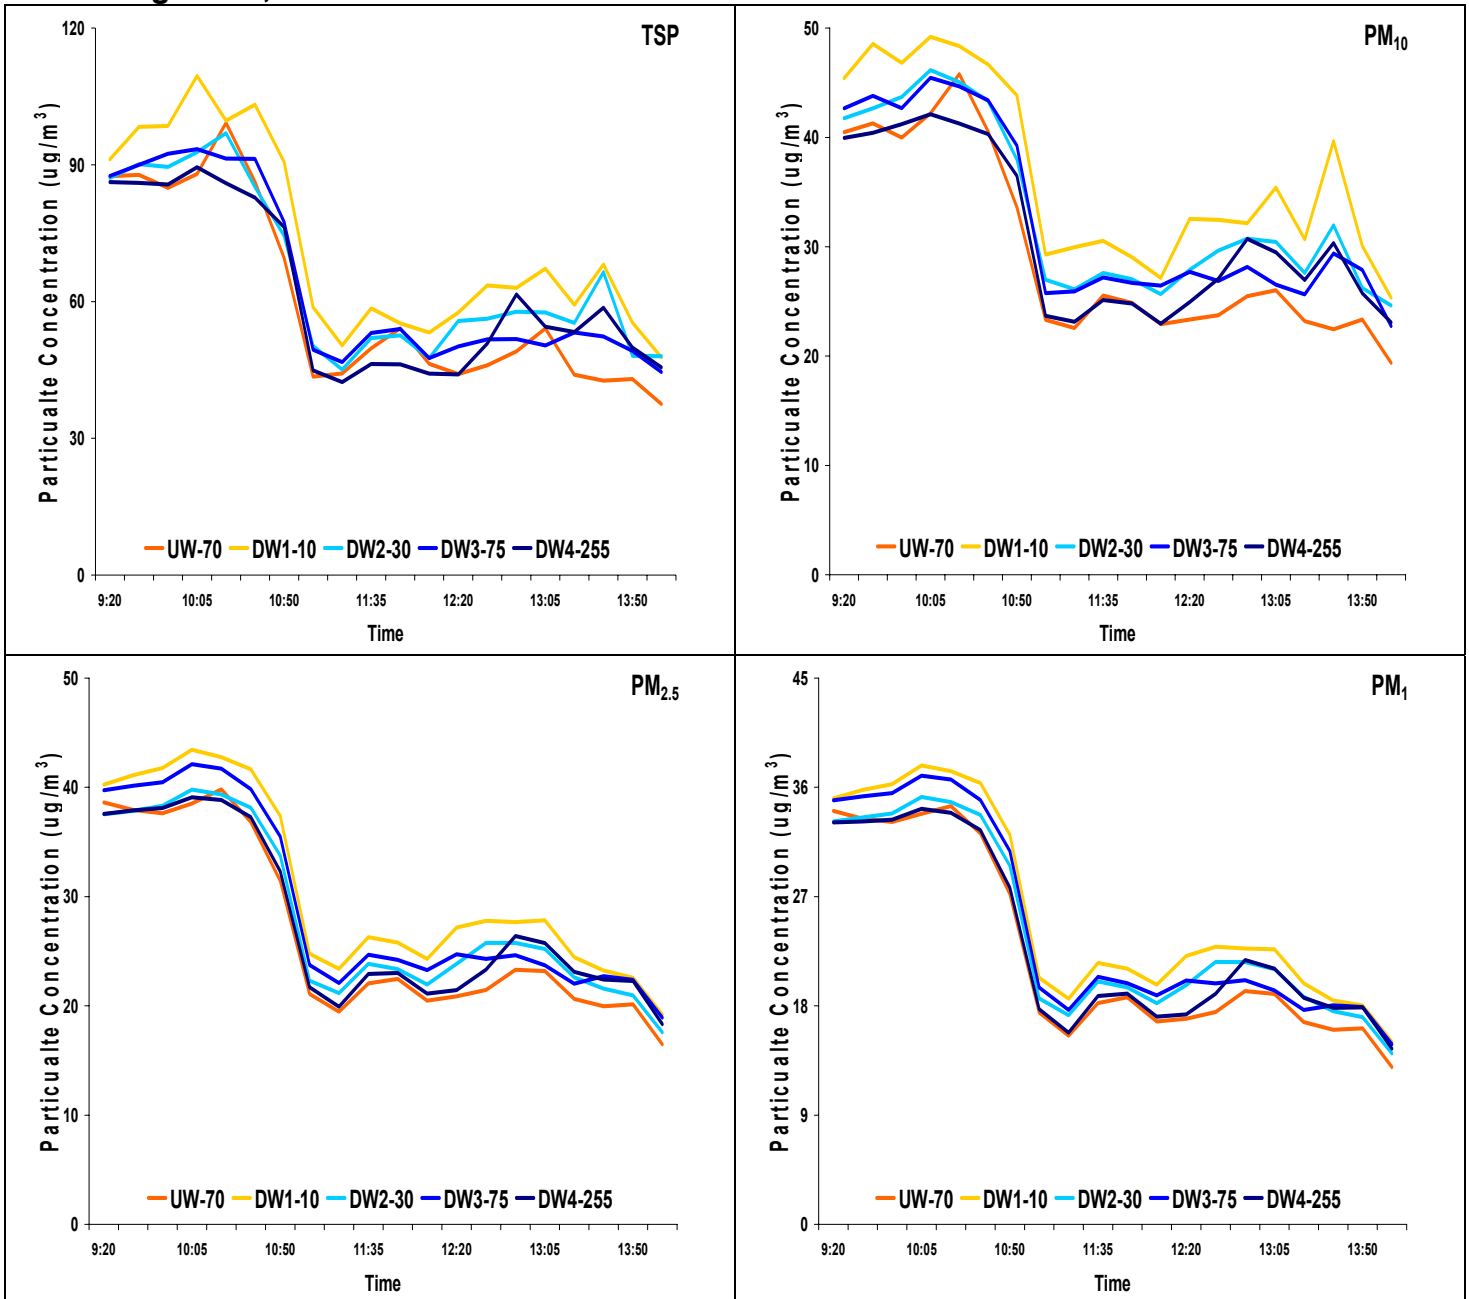 TSP
120
90
60
30
0
Particualte Concentration (ug/m3)
UW-70 DW1-10 DW2-30 DW3-75 DW4-255
9:20 10:05 10:50 11:35 12:20 13:05 13:50
Time
PM10
50
40
30
20
10
0
Particualte Concentration (ug/m3)
UW-70 DW1-10 DW2-30 DW3-75 DW4-255
9:20 10:05 10:50 11:35 12:20 13:05 13:50
Time
PM2.5
50
40
30
20
10
0
Particualte Concentration (ug/m3)
UW-70 DW1-10 DW2-30 DW3-75 DW4-255
9:20 10:05 10:50 11:35 12:20 13:05 13:50
Time
PM1
45
36
27
18
9
0
Particualte Concentration (ug/m3)
UW-70 DW1-10 DW2-30 DW3-75 DW4-255
9:20 10:05 10:50 11:35 12:20 13:05 13:50
Time